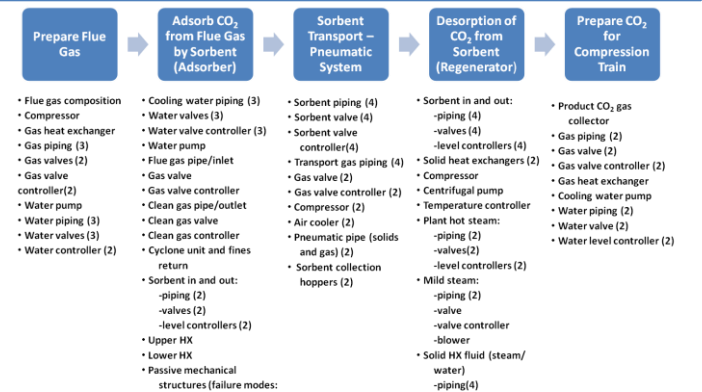 Prepare Flue
Gas
Adsorb CO2
from Flue Gas
by Sorbent
(Adsorber)
Sorbent
Transport –
Pneumatic
System
Desorption of
CO2 from
Sorbent
(Regenerator)
Prepare CO2
for
Compression
Train
• Flue gas composition
• Compressor
• Gas heat exchanger
• Gas piping (3)
• Gas valves (2)
• Gas valve
controller(2)
• Water pump
• Water piping (3)
• Water valves (3)
• Water controller (2)
• Cooling water piping (3)
• Water valves (3)
• Water valve controller (3)
• Water pump
• Flue gas pipe/inlet
• Gas valve
• Gas valve controller
• Clean gas pipe/outlet
• Clean gas valve
• Clean gas controller
• Cyclone unit and fines
return
• Sorbent in and out:
-piping (2)
-valves (2)
-level controllers (2)
• Upper HX
• Lower HX
• Passive mechanical
structures (failure modes:
• Sorbent piping (4)
• Sorbent valve (4)
• Sorbent valve
controller(4)
• Transport gas piping (4)
• Gas valve (2)
• Gas valve controller (2)
• Compressor (2)
• Air cooler (2)
• Pneumatic pipe (solids
and gas) (2)
• Sorbent collection
hoppers (2)
• Sorbent in and out:
-piping (4)
-valves (4)
-level controllers (4)
• Solid heat exchangers (2)
• Compressor
• Centrifugal pump
• Temperature controller
• Plant hot steam:
-piping (2)
-valves(2)
-level controllers (2)
• Mild steam:
-piping (2)
-valve
-valve controller
-blower
• Solid HX fluid (steam/
water)
-piping(4)
• Product CO2 gas
collector
• Gas piping (2)
• Gas valve (2)
• Gas valve controller (2)
• Gas heat exchanger
• Cooling water pump
• Water piping (2)
• Water valve (2)
• Water level controller (2)